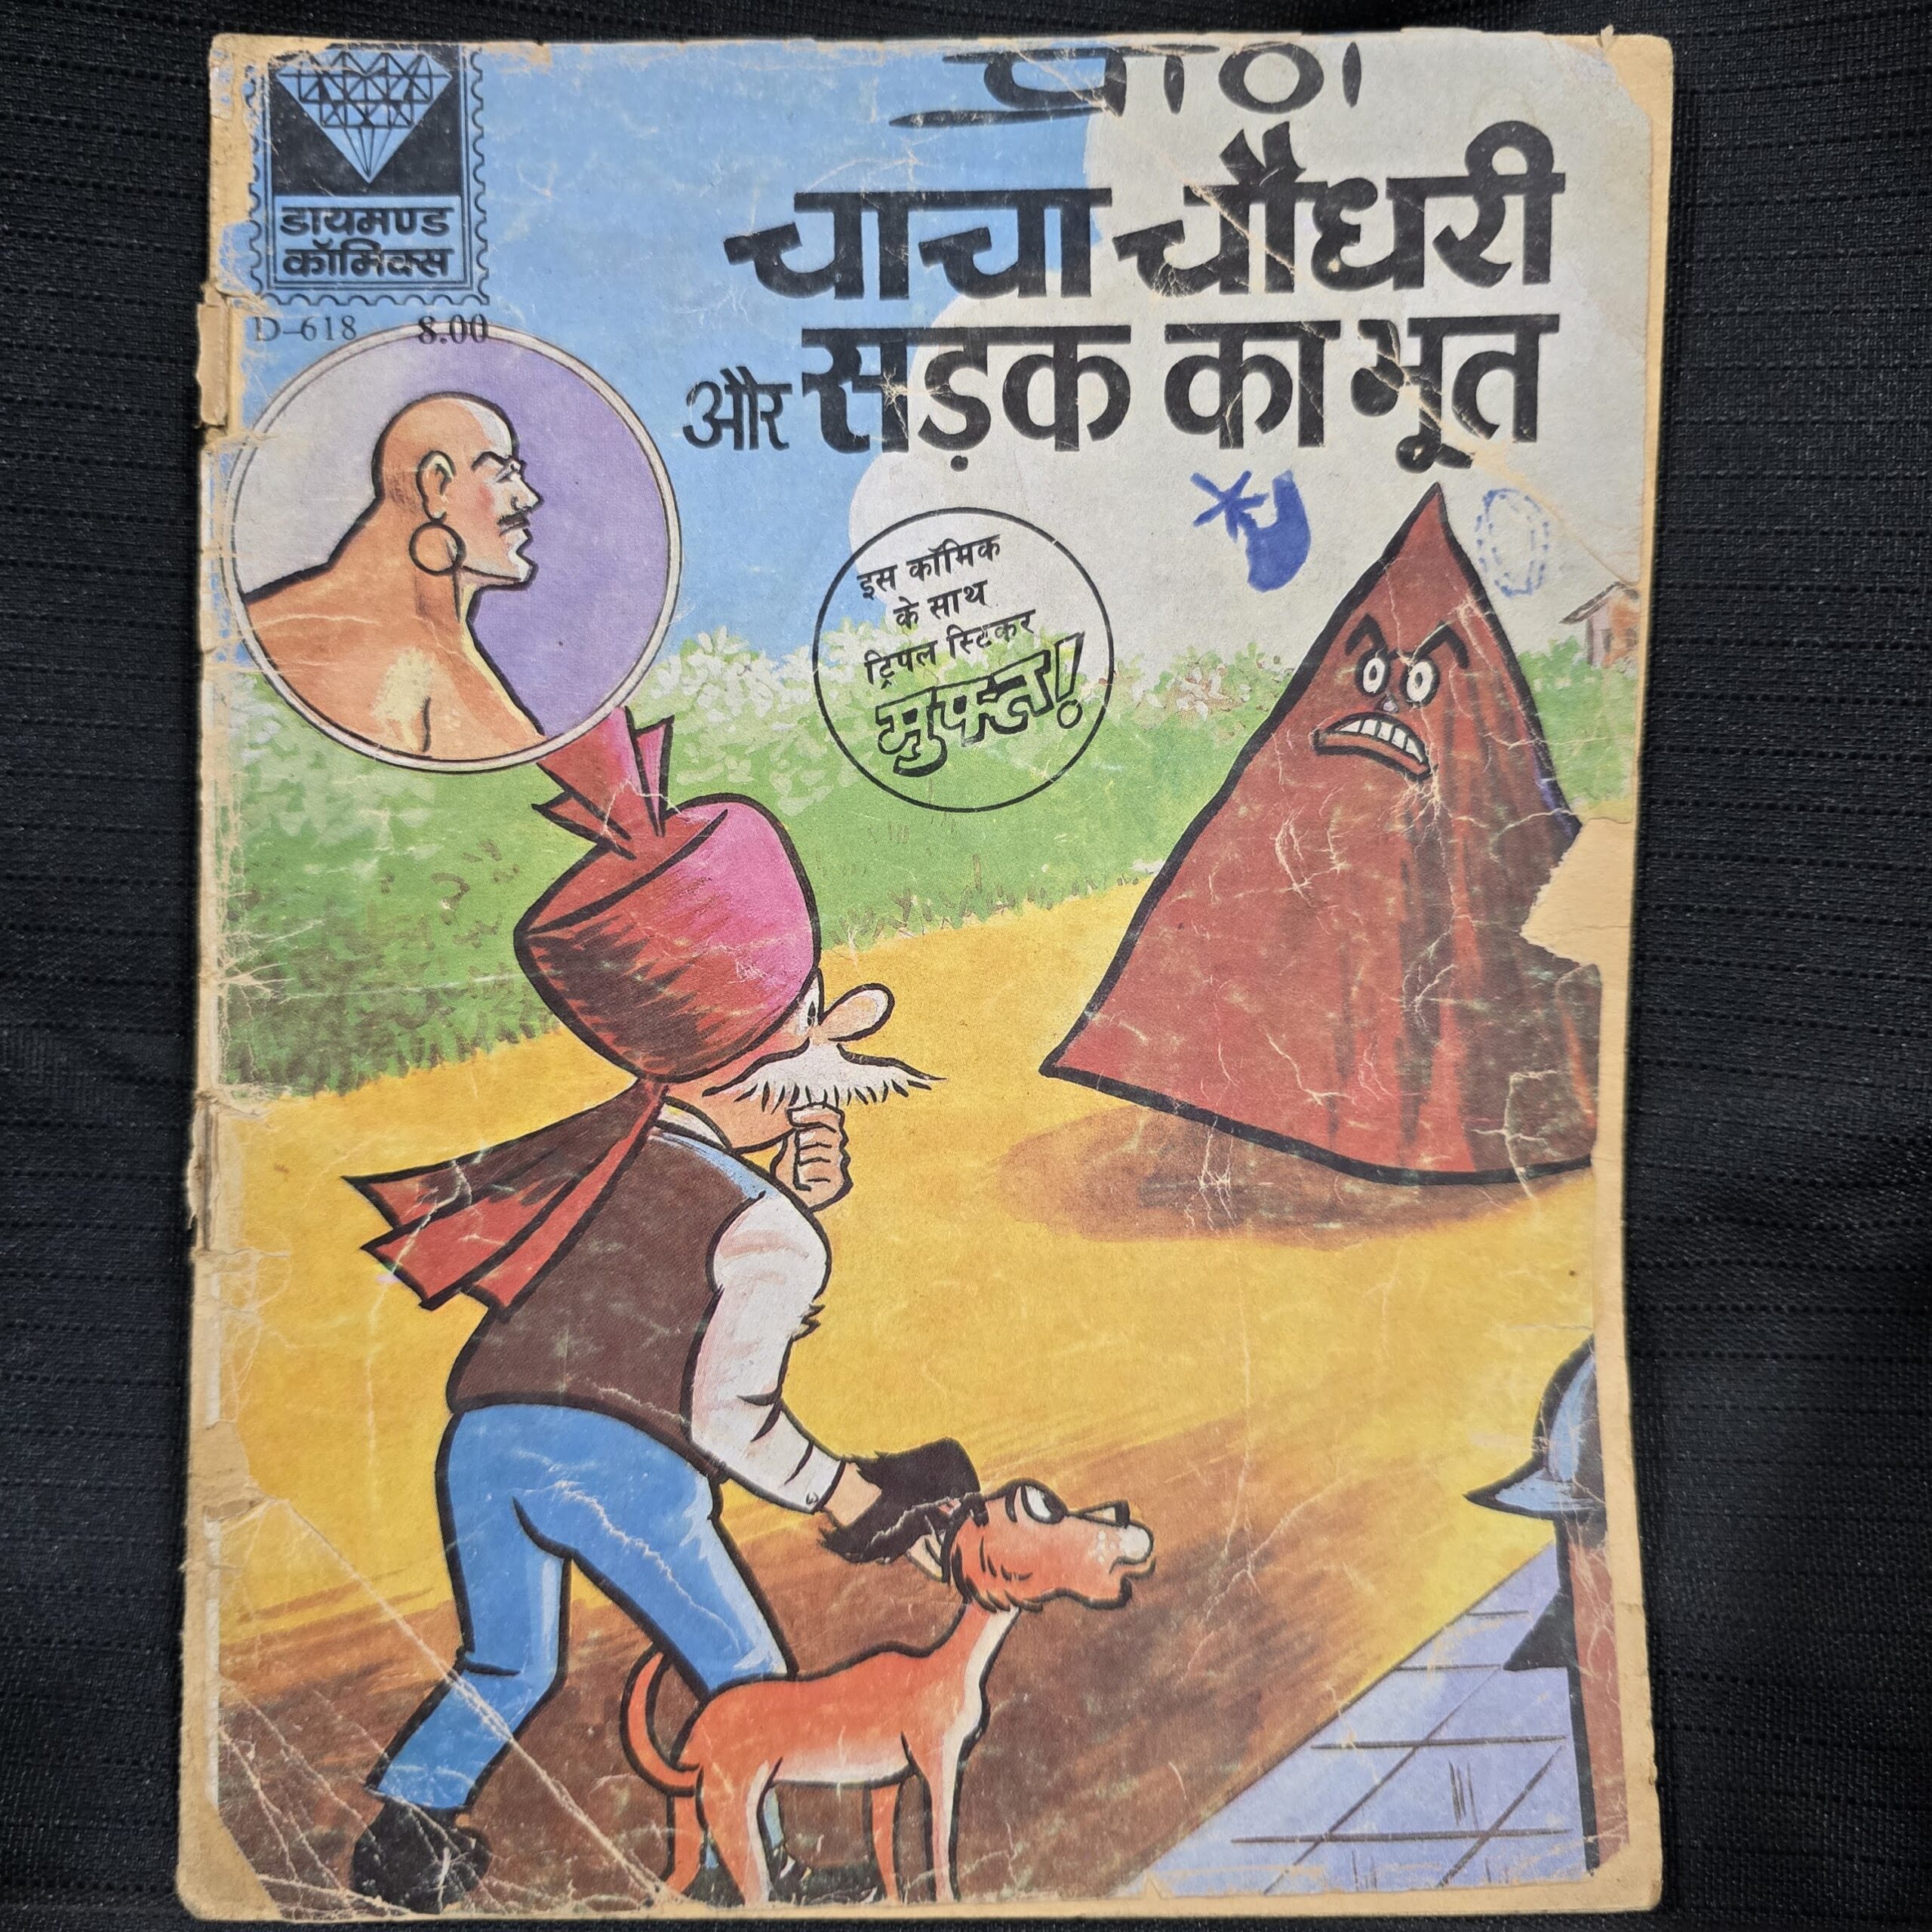 डायमण्ड
कॉमिक्स
D-618 8.00
चाचा चौधरी
और सड़क का भूत
इस कॉमिक
के साथ
ट्रिपल स्टिकर
मुफ्त!